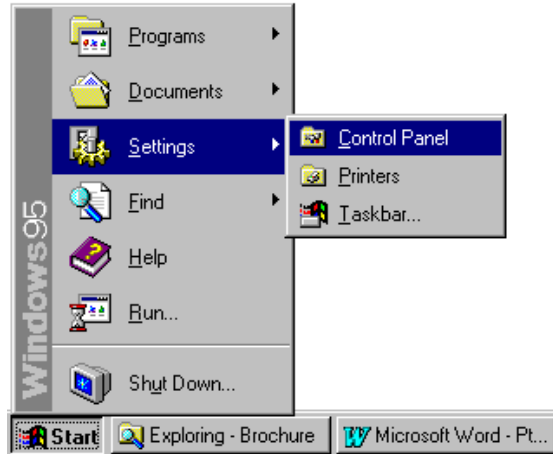 Programs
Documents
Settings
Control Panel
Printers
Taskbar...
Find
Help
Run...
Shut Down...
Windows95
Start
Exploring - Brochure
Microsoft Word - Pt...